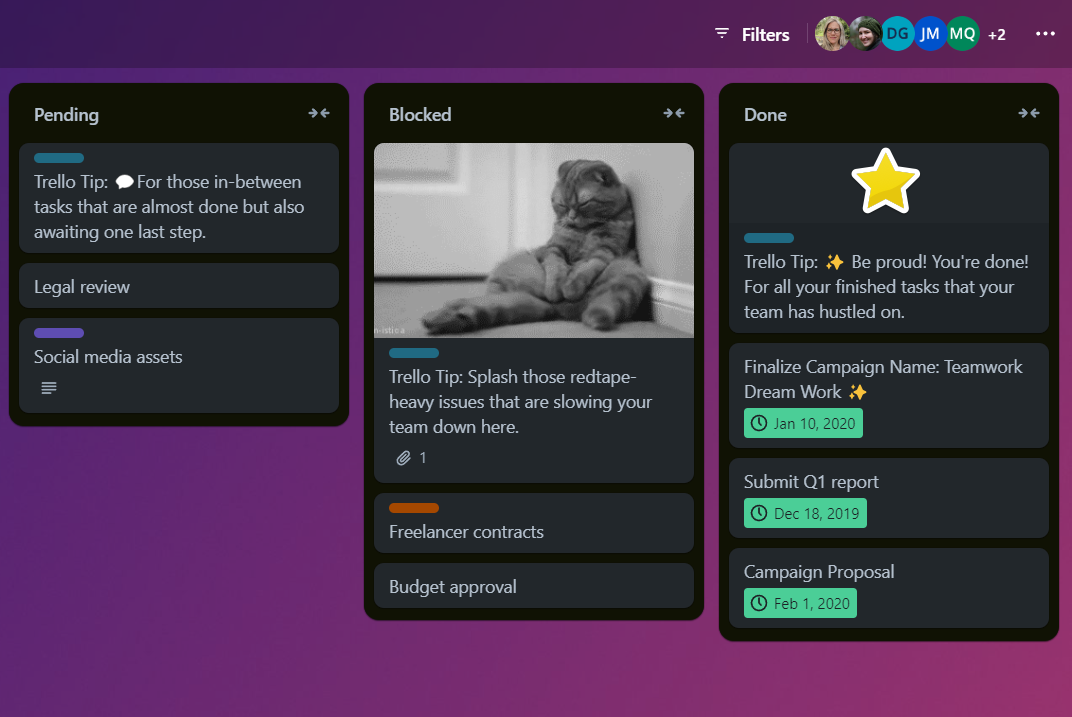 Filters
DG
JM
MQ
+2
Pending
Trello Tip: 💬For those in-between
tasks that are almost done but also
awaiting one last step.
Legal review
Social media assets
Blocked
n-istica
Trello Tip: Splash those redtape-
heavy issues that are slowing your
team down here.
1
Freelancer contracts
Budget approval
Done
Trello Tip: ✨ Be proud! You're done!
For all your finished tasks that your
team has hustled on.
Finalize Campaign Name: Teamwork
Dream Work ✨
Jan 10, 2020
Submit Q1 report
Dec 18, 2019
Campaign Proposal
Feb 1, 2020